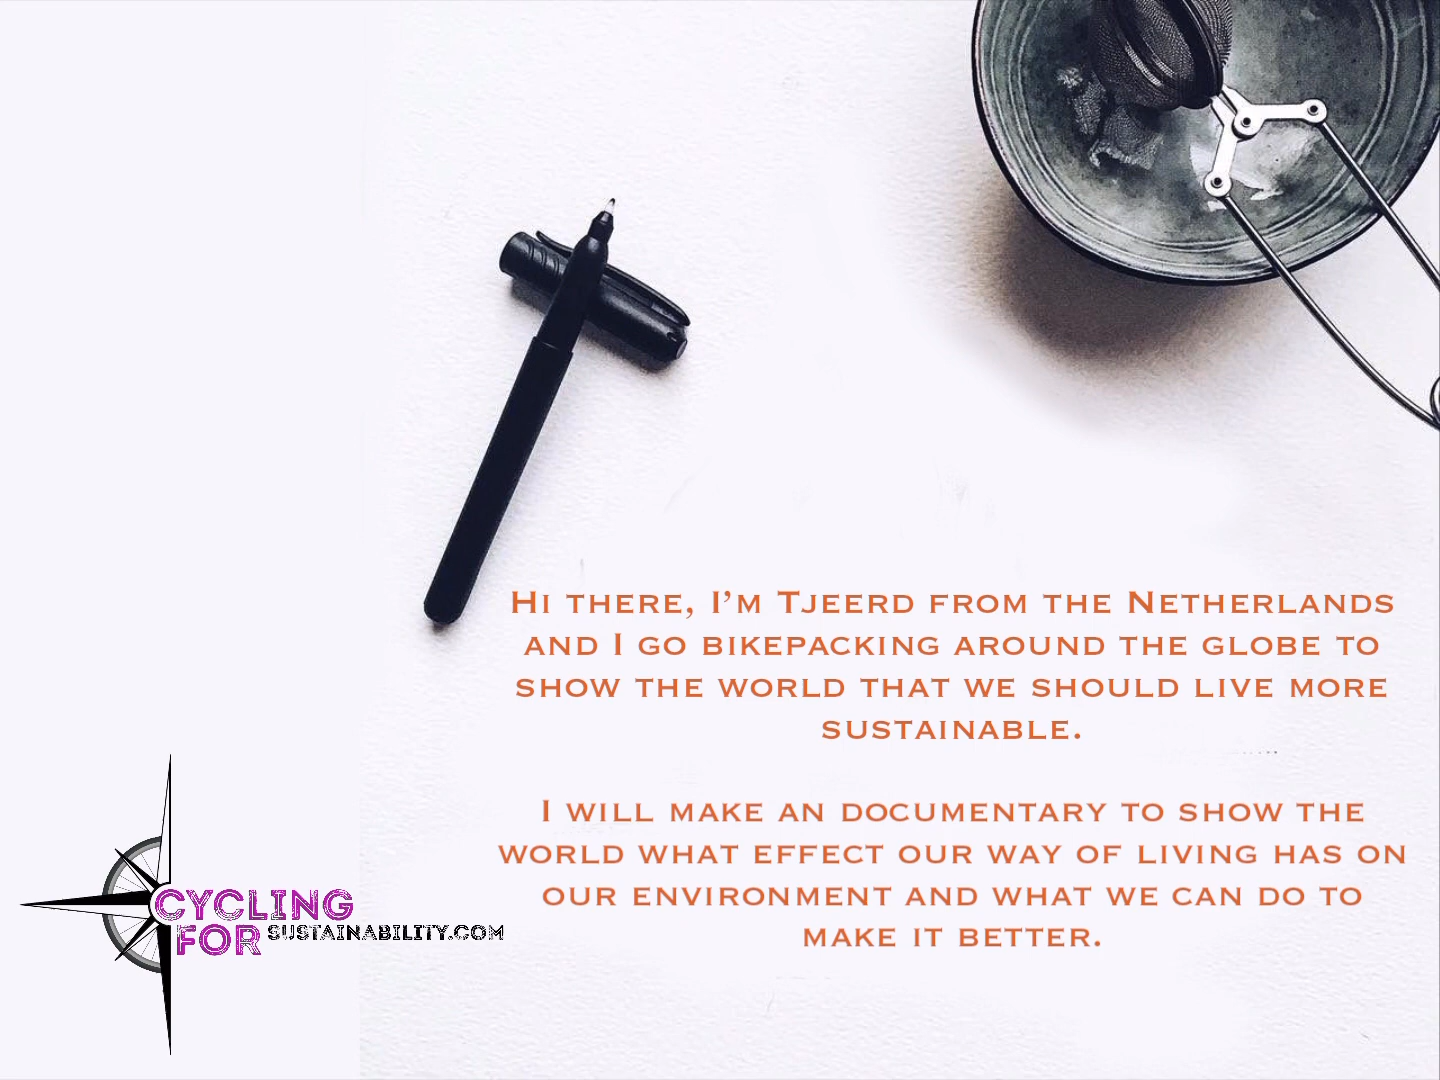 Hi there, I'm Tjeerd from the Netherlands
and I go bikepacking around the globe to
show the world that we should live more
sustainable.
I will make an documentary to show the
world what effect our way of living has on
our environment and what we can do to
make it better.
CYCLING
FOR SUSTAINABILITY.COM